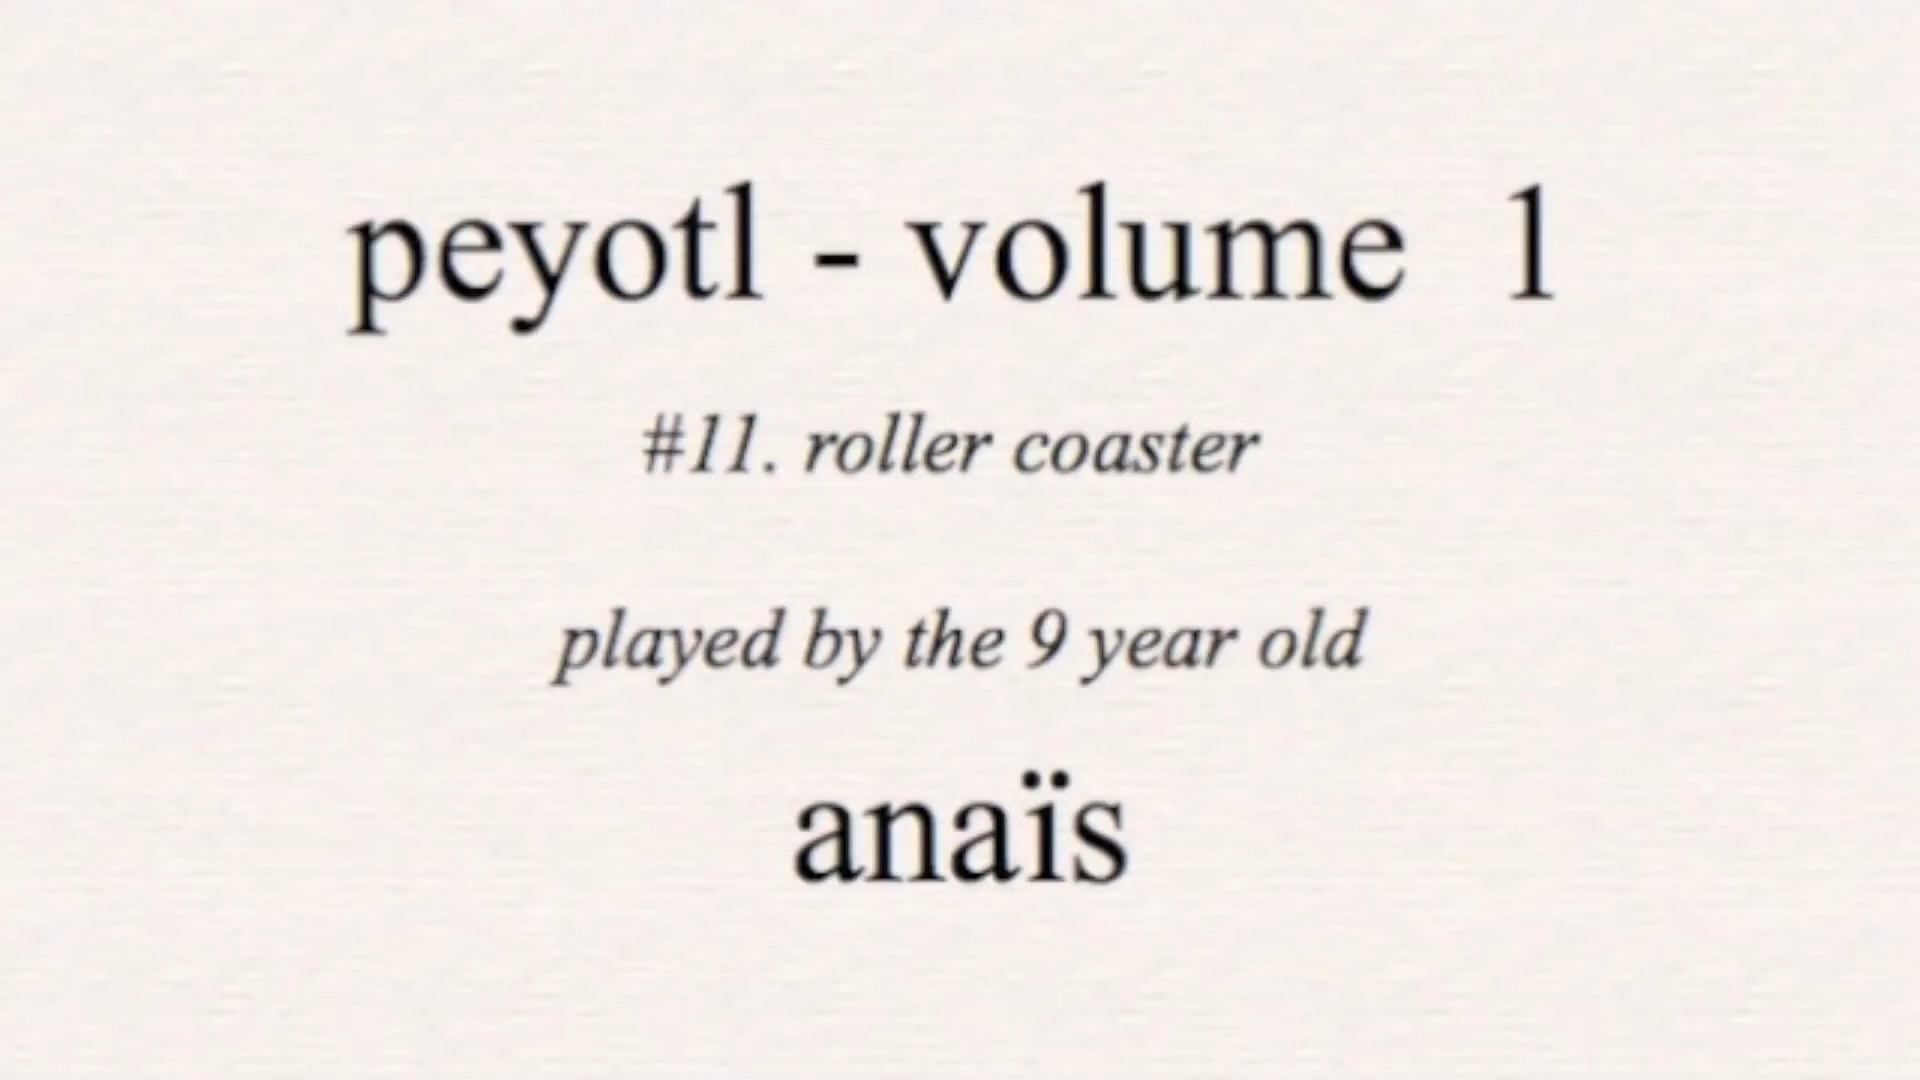 peyotl - volume 1
#11. roller coaster
played by the 9 year old
anaïs